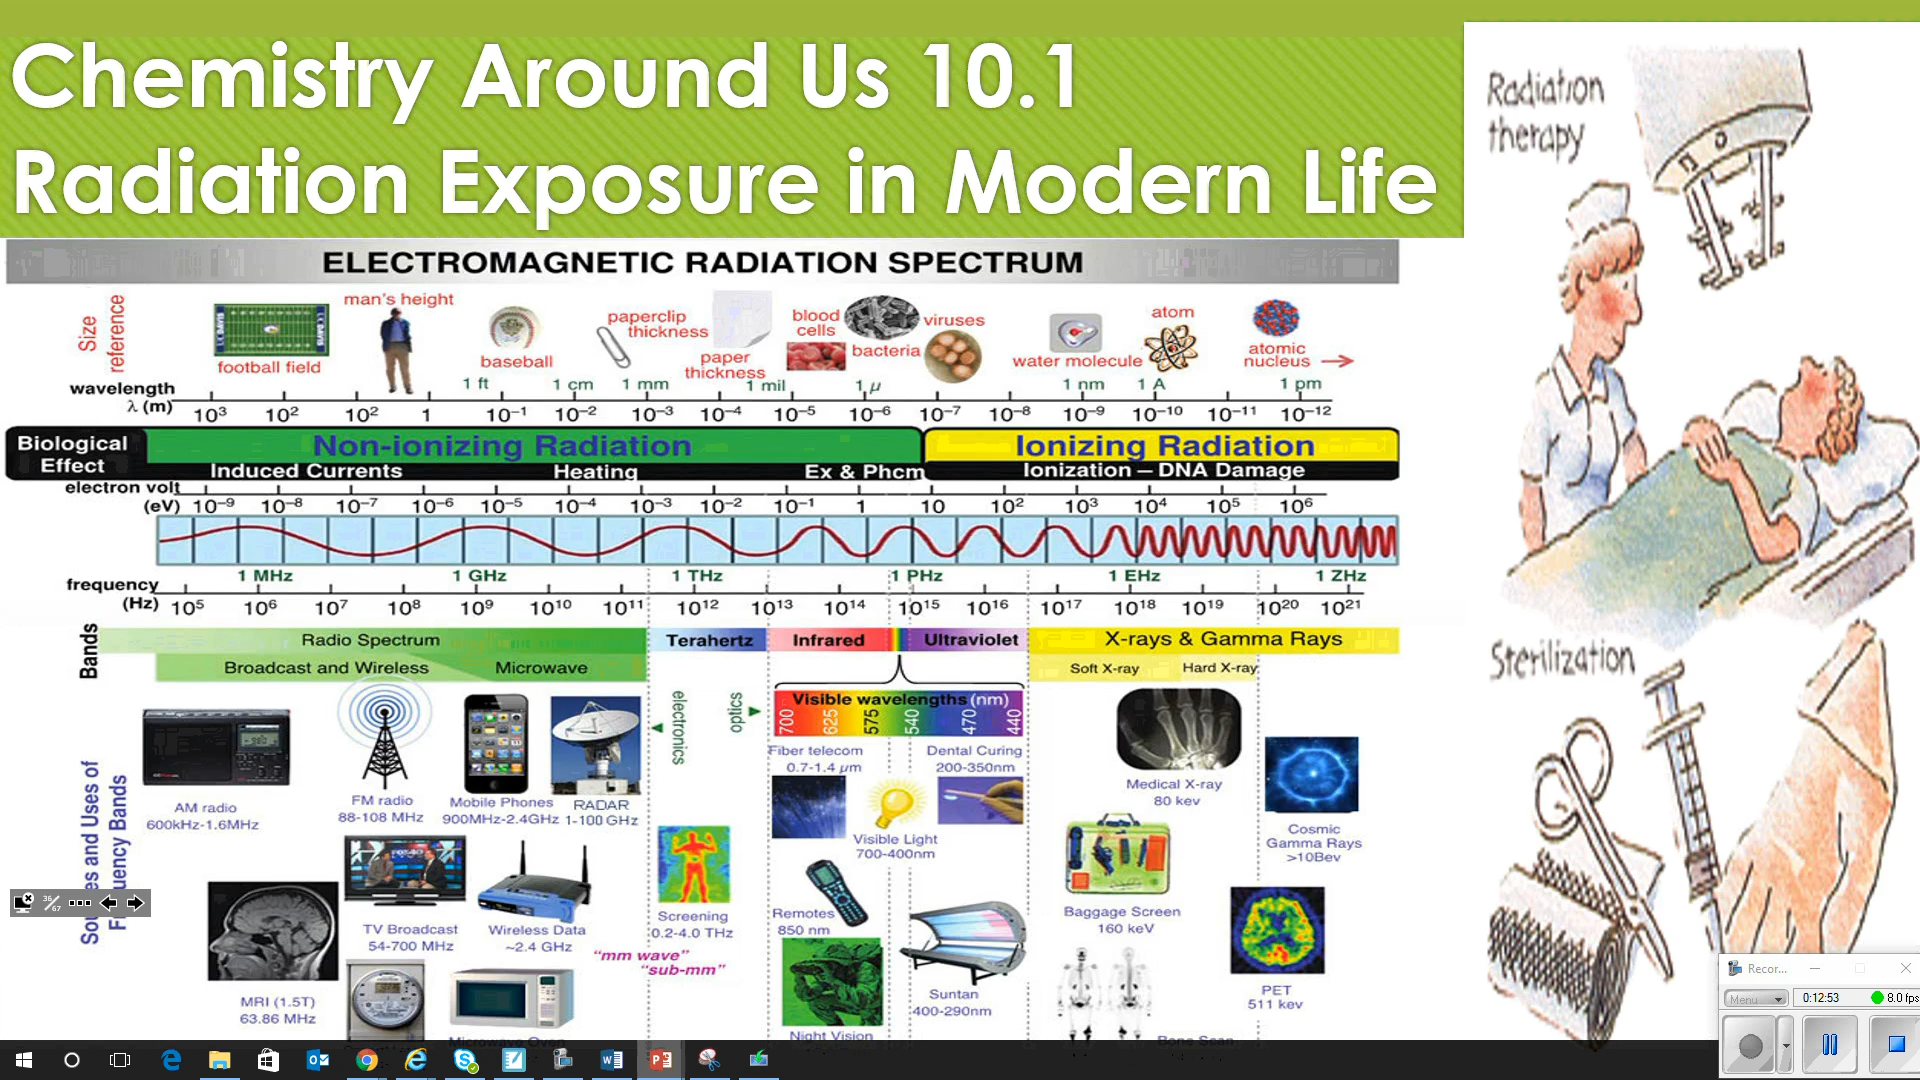 Chemistry Around Us 10.1
Radiation Exposure in Modern Life
Radiation
therapy
Sterilization
ELECTROMAGNETIC RADIATION SPECTRUM
Size
reference
football field
man's height
baseball
paperclip
thickness
paper
thickness
blood
cells
bacteria
viruses
water molecule
atom
atomic
nucleus
wavelength
λ (m)
1 ft
1 cm
1 mm
1 mil
1 µ
1 nm
1 A
1 pm
10³ 10² 10² 1 10⁻¹ 10⁻² 10⁻³ 10⁻⁴ 10⁻⁵ 10⁻⁶ 10⁻⁷ 10⁻⁸ 10⁻⁹ 10⁻¹⁰ 10⁻¹¹ 10⁻¹²
Biological
Effect
Non-ionizing Radiation
Ionizing Radiation
Induced Currents
Heating
Ex & Phcm
Ionization – DNA Damage
electron volt
(eV)
10⁻⁹ 10⁻⁸ 10⁻⁷ 10⁻⁶ 10⁻⁵ 10⁻⁴ 10⁻³ 10⁻² 10⁻¹ 1 10 10² 10³ 10⁴ 10⁵ 10⁶
1 MHz
1 GHz
1 THz
1 PHz
1 EHz
1 ZHz
frequency
(Hz)
10⁵ 10⁶ 10⁷ 10⁸ 10⁹ 10¹⁰ 10¹¹ 10¹² 10¹³ 10¹⁴ 10¹⁵ 10¹⁶ 10¹⁷ 10¹⁸ 10¹⁹ 10²⁰ 10²¹
Bands
Radio Spectrum
Terahertz
Infrared
Ultraviolet
X-rays & Gamma Rays
Broadcast and Wireless
Microwave
Soft X-ray
Hard X-ray
electronics
optics
Visible wavelengths (nm)
700
625
575
540
470
440
AM radio
600kHz-1.6MHz
FM radio
88-108 MHz
Mobile Phones
900MHz-2.4GHz
RADAR
1-100 GHz
Fiber telecom
0.7-1.4 µm
Dental Curing
200-350nm
Visible Light
700-400nm
Medical X-ray
80 kev
Cosmic
Gamma Rays
>10Bev
TV Broadcast
54-700 MHz
Wireless Data
~2.4 GHz
Screening
0.2-4.0 THz
"mm wave"
"sub-mm"
Remotes
850 nm
Suntan
400-290nm
Baggage Screen
160 keV
PET
511 kev
MRI (1.5T)
63.86 MHz
Night Vision
Microwave Oven
Bone Scan
and Uses of
Bands
36/67
Recor...
Menu
0:12:53
8.0 fps